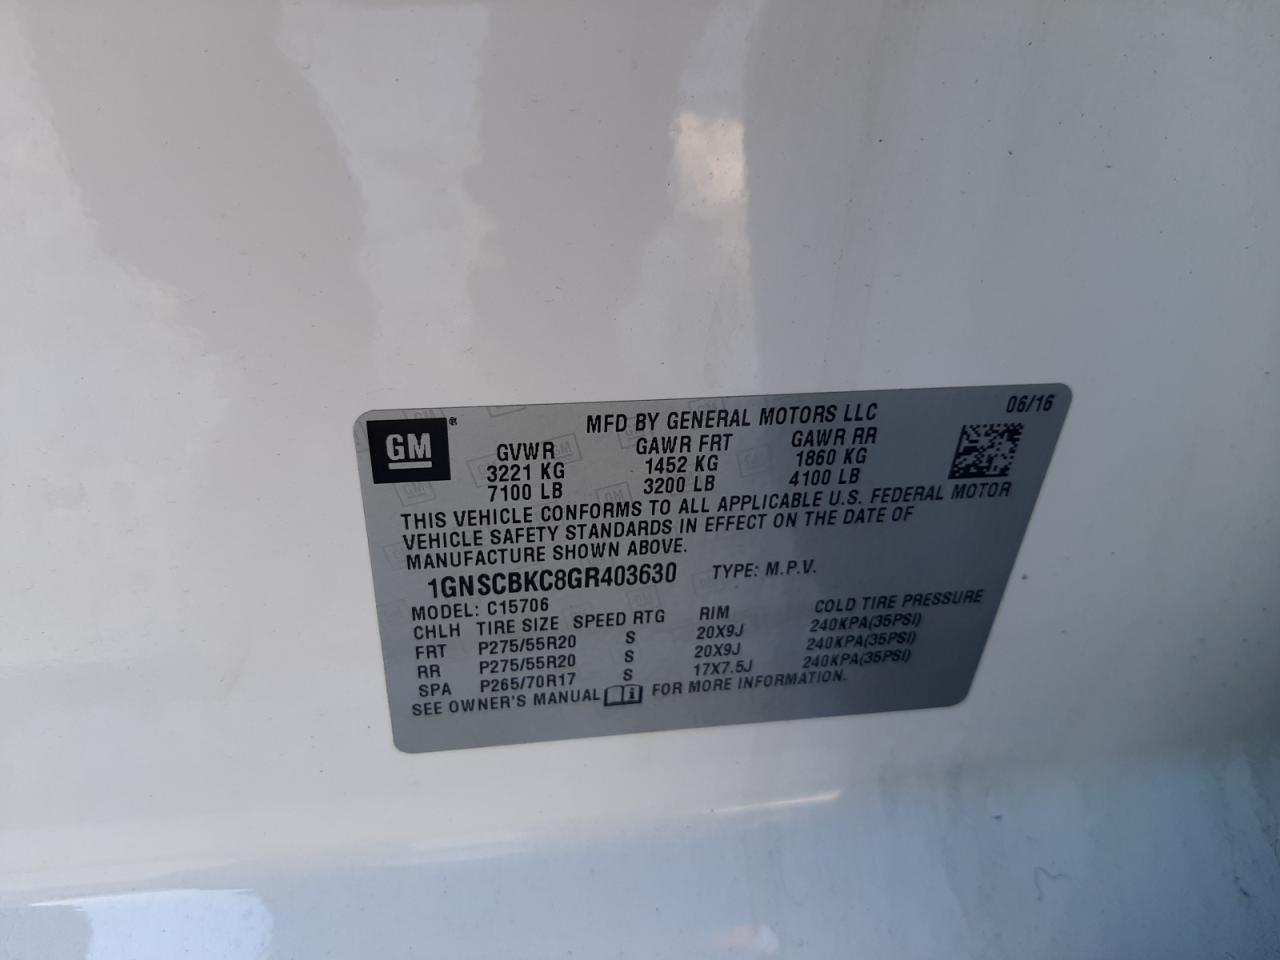 GM®
MFD BY GENERAL MOTORS LLC 06/16
GVWR GAWR FRT GAWR RR
3221 KG 1452 KG 1860 KG
7100 LB 3200 LB 4100 LB
THIS VEHICLE CONFORMS TO ALL APPLICABLE U.S. FEDERAL MOTOR
VEHICLE SAFETY STANDARDS IN EFFECT ON THE DATE OF
MANUFACTURE SHOWN ABOVE.
1GNSCBKC8GR403630 TYPE: M.P.V.
MODEL: C15706
CHLH TIRE SIZE SPEED RTG RIM COLD TIRE PRESSURE
FRT P275/55R20 S 20X9J 240KPA(35PSI)
RR P275/55R20 S 20X9J 240KPA(35PSI)
SPA P265/70R17 S 17X7.5J 240KPA(35PSI)
SEE OWNER'S MANUAL FOR MORE INFORMATION.